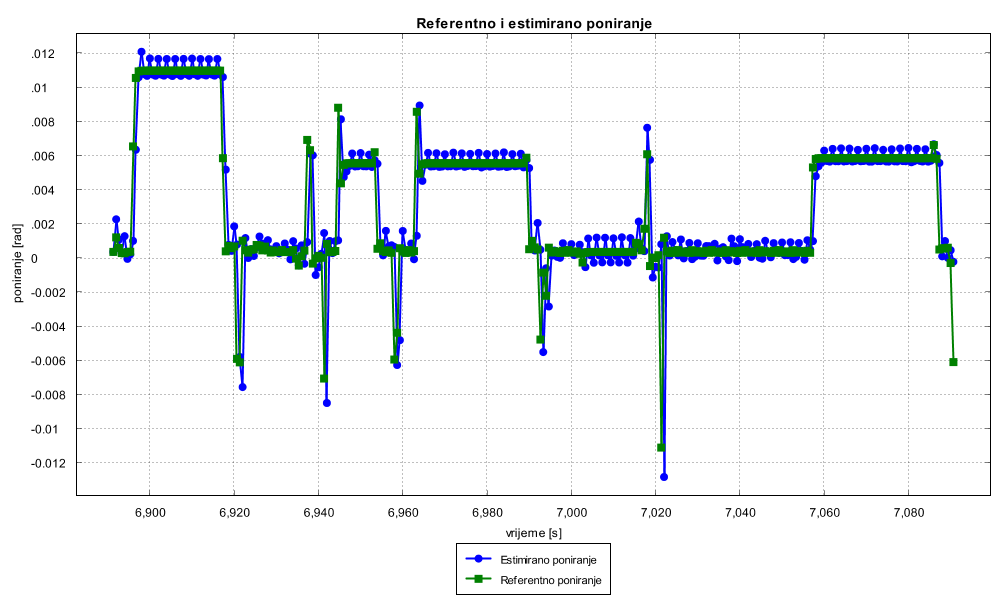 Referentno i estimirano poniranje
.012
.01
.008
.006
.004
.002
0
-0.002
-0.004
-0.006
-0.008
-0.01
-0.012
poniranje [rad]
6,900 6,920 6,940 6,960 6,980 7,000 7,020 7,040 7,060 7,080
vrijeme [s]
Estimirano poniranje
Referentno poniranje